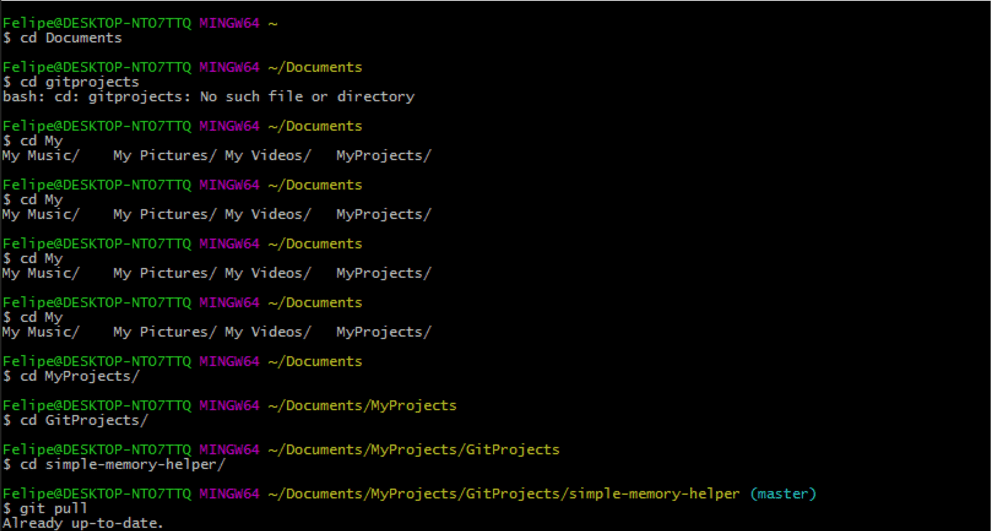 Felipe@DESKTOP-NTO7TTQ MINGW64 ~
$ cd Documents
Felipe@DESKTOP-NTO7TTQ MINGW64 ~/Documents
$ cd gitprojects
bash: cd: gitprojects: No such file or directory
Felipe@DESKTOP-NTO7TTQ MINGW64 ~/Documents
$ cd My
My Music/    My Pictures/ My Videos/   MyProjects/
Felipe@DESKTOP-NTO7TTQ MINGW64 ~/Documents
$ cd My
My Music/    My Pictures/ My Videos/   MyProjects/
Felipe@DESKTOP-NTO7TTQ MINGW64 ~/Documents
$ cd My
My Music/    My Pictures/ My Videos/   MyProjects/
Felipe@DESKTOP-NTO7TTQ MINGW64 ~/Documents
$ cd My
My Music/    My Pictures/ My Videos/   MyProjects/
Felipe@DESKTOP-NTO7TTQ MINGW64 ~/Documents
$ cd MyProjects/
Felipe@DESKTOP-NTO7TTQ MINGW64 ~/Documents/MyProjects
$ cd GitProjects/
Felipe@DESKTOP-NTO7TTQ MINGW64 ~/Documents/MyProjects/GitProjects
$ cd simple-memory-helper/
Felipe@DESKTOP-NTO7TTQ MINGW64 ~/Documents/MyProjects/GitProjects/simple-memory-helper (master)
$ git pull
Already up-to-date.